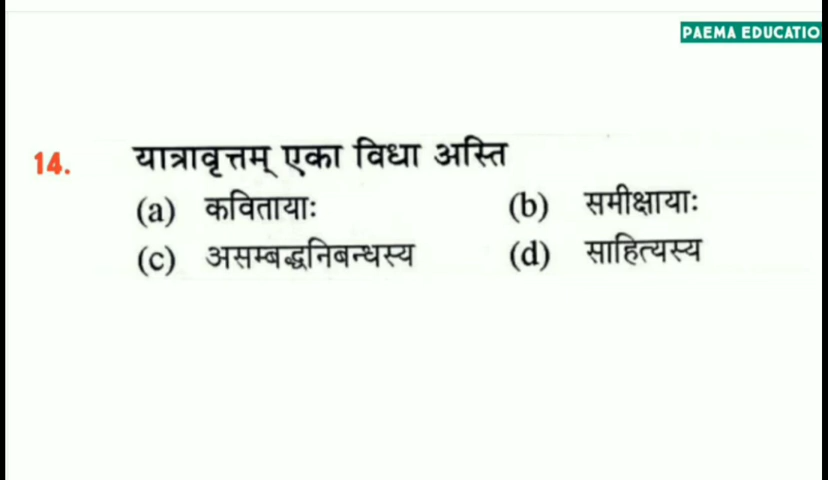 PAEMA EDUCATIO
14. यात्रावृत्तम् एका विधा अस्ति
(a) कवितायाः (b) समीक्षायाः
(c) असम्बद्धनिबन्धस्य (d) साहित्यस्य